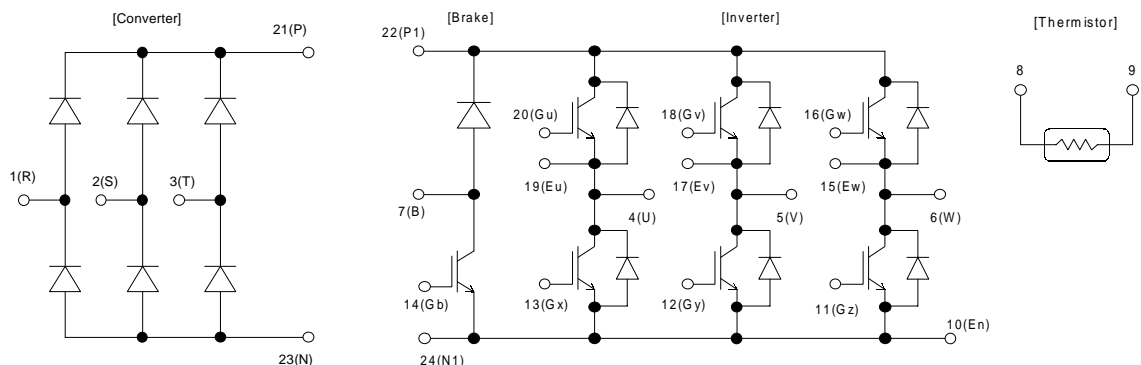 [Converter]
[Brake]
[Inverter]
[Thermistor]
21(P)
22(P1)
8
9
20(Gu)
18(Gv)
16(Gw)
1(R)
2(S)
3(T)
19(Eu)
17(Ev)
15(Ew)
7(B)
4(U)
5(V)
6(W)
14(Gb)
13(Gx)
12(Gy)
11(Gz)
10(En)
23(N)
24(N1)